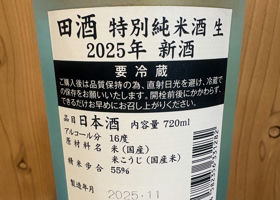 田酒 特別純米酒 生
2025年 新酒
要冷蔵
ご購入後は品質保持の為、直射日光を避け、冷蔵で
の保存をお願いいたします。開栓前後にかかわらず、
できるだけお早めにお召し上がりください。
品目 日本酒 内容量 720ml
アルコール分 16度
原材料名 米(国産)
米こうじ(国産米)
精米歩合 55%
製造年月 2025.11